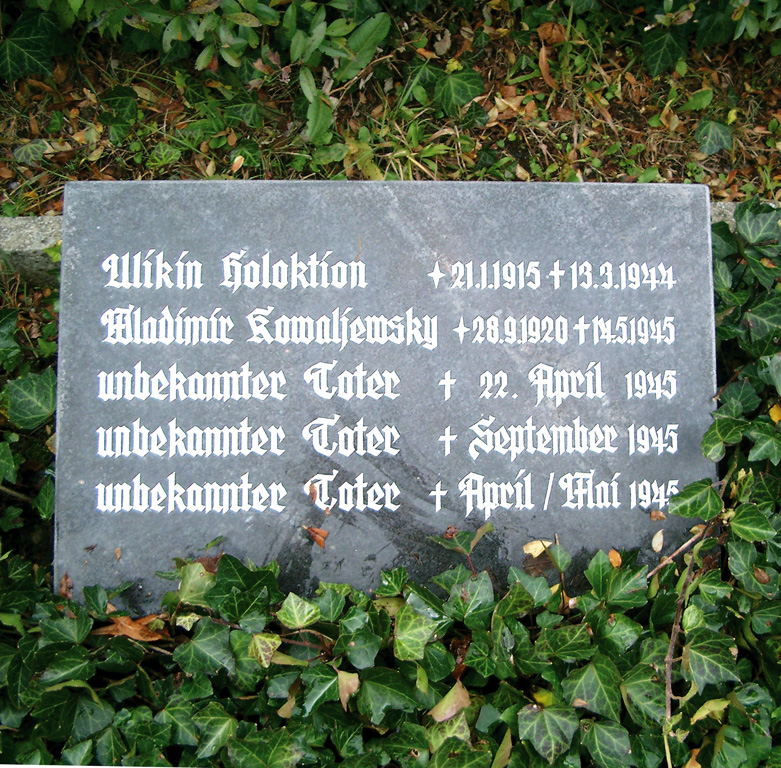 Ulikin Holoktion ✦ 21.1.1915 ✝ 13.3.1944
Wladimir Kowaljewsky ✦ 28.9.1920 ✝ 14.5.1945
unbekannter Toter ✝ 22. April 1945
unbekannter Toter ✝ September 1945
unbekannter Toter ✝ April / Mai 1945